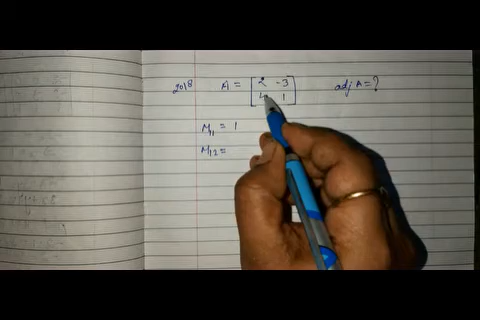 2018 A = [ 2 -3 adj A = ?
4 1 ]
M11 = 1
M12 =